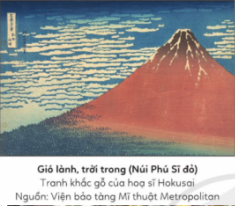 Gió lành, trời trong (Núi Phú Sĩ đỏ)
Tranh khắc gỗ của hoạ sĩ Hokusai
Nguồn: Viện bảo tàng Mĩ thuật Metropolitan